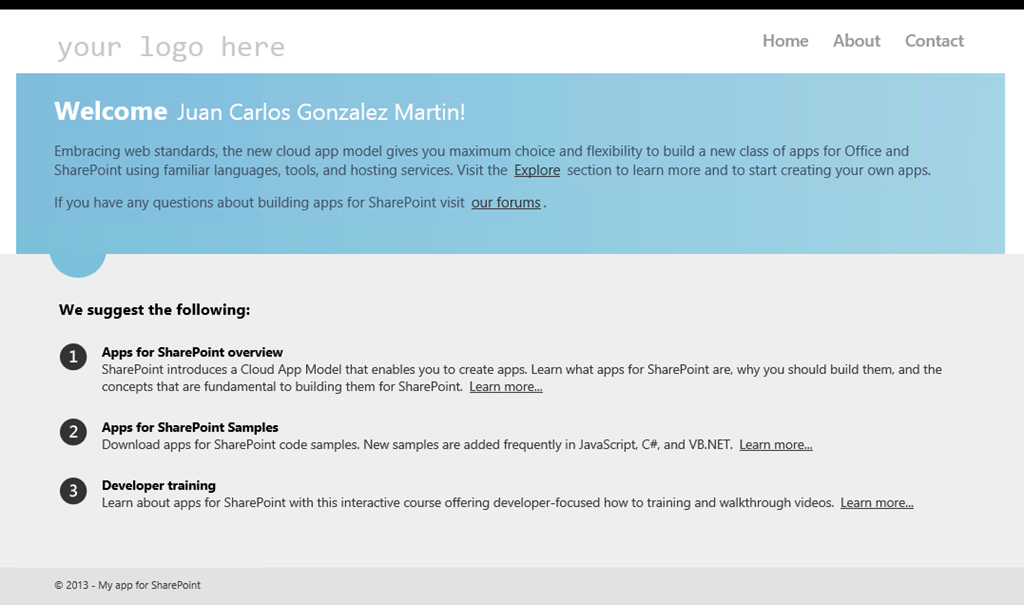 your logo here
Home About Contact
Welcome Juan Carlos Gonzalez Martin!
Embracing web standards, the new cloud app model gives you maximum choice and flexibility to build a new class of apps for Office and
SharePoint using familiar languages, tools, and hosting services. Visit the Explore section to learn more and to start creating your own apps.
If you have any questions about building apps for SharePoint visit our forums.
We suggest the following:
1 Apps for SharePoint overview
SharePoint introduces a Cloud App Model that enables you to create apps. Learn what apps for SharePoint are, why you should build them, and the
concepts that are fundamental to building them for SharePoint. Learn more...
2 Apps for SharePoint Samples
Download apps for SharePoint code samples. New samples are added frequently in JavaScript, C#, and VB.NET. Learn more...
3 Developer training
Learn about apps for SharePoint with this interactive course offering developer-focused how to training and walkthrough videos. Learn more...
© 2013 - My app for SharePoint